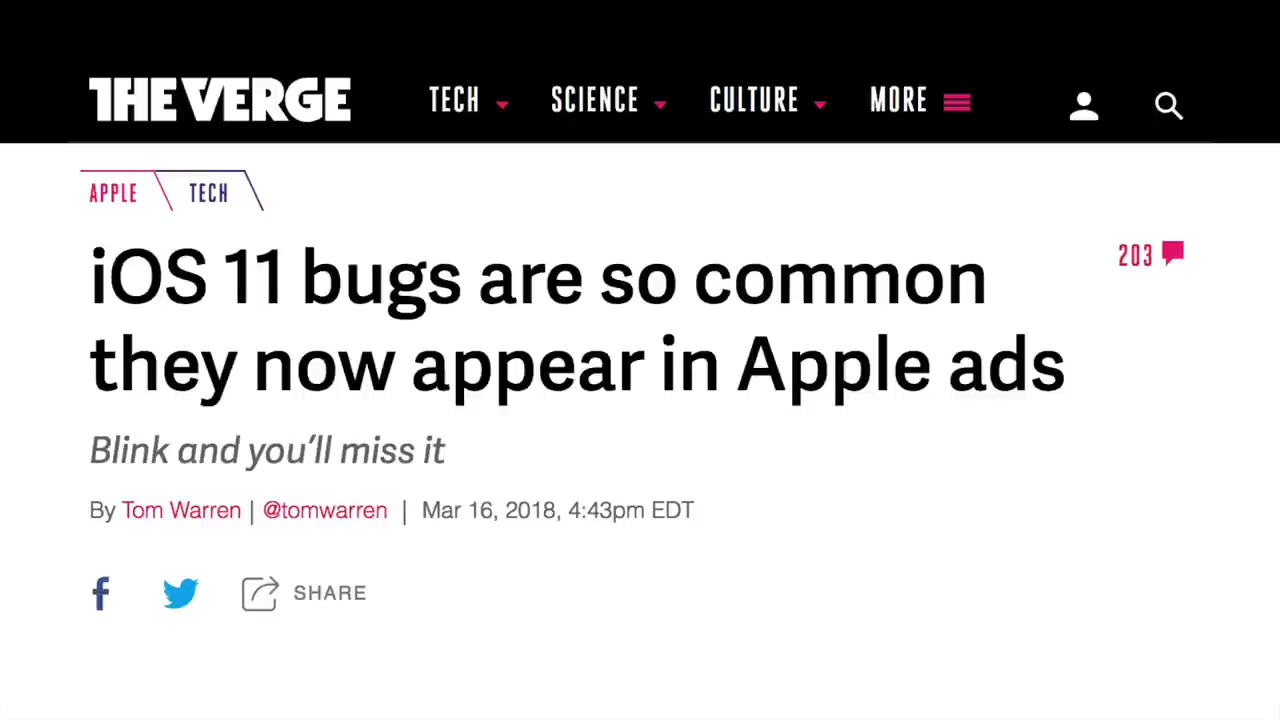 THE VERGE TECH SCIENCE CULTURE MORE
APPLE TECH
iOS 11 bugs are so common
203
they now appear in Apple ads
Blink and you'll miss it
By Tom Warren | @tomwarren | Mar 16, 2018, 4:43pm EDT
SHARE